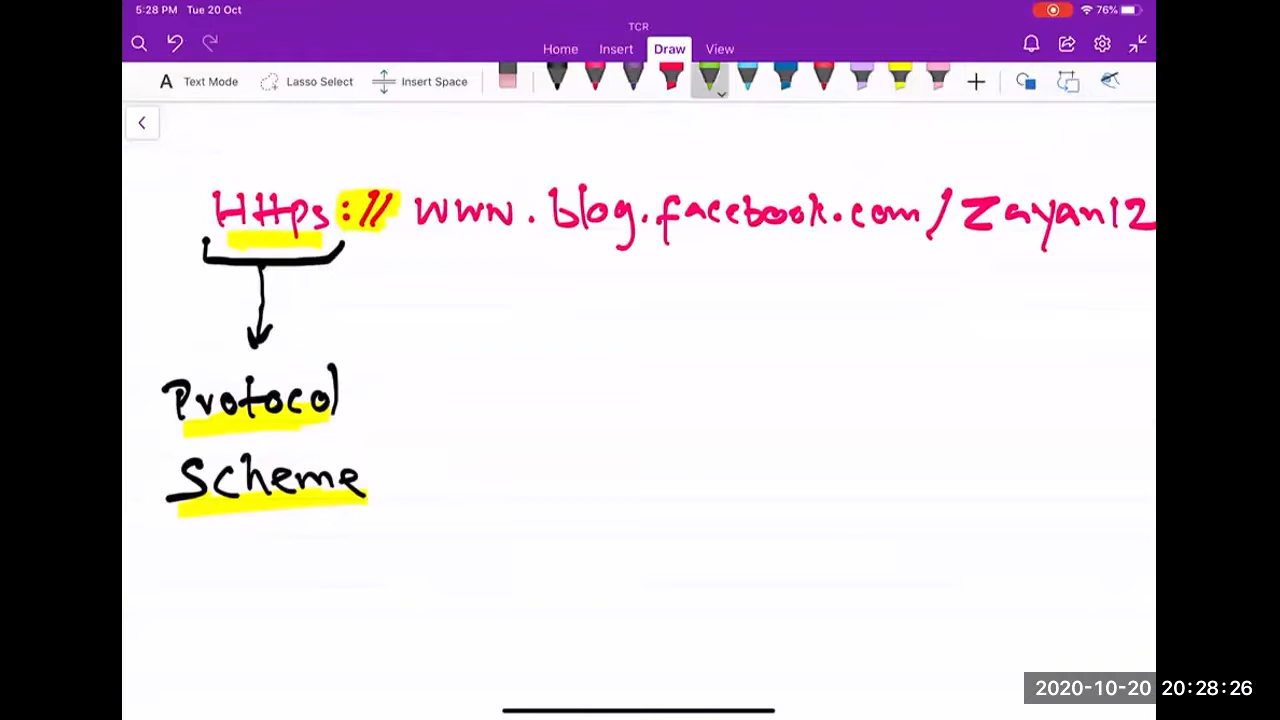 5:28 PM Tue 20 Oct
76%
TCR
Home Insert Draw View
A Text Mode Lasso Select Insert Space
HttPs:// www.blog.facebook.com/Zayan12
Protocol
Scheme
2020-10-20 20:28:26